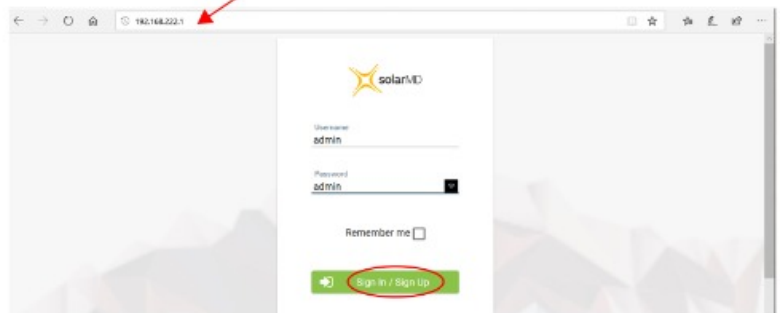 192.168.222.1
solarMD
Username
admin
Password
admin
Remember me
Sign In / Sign Up